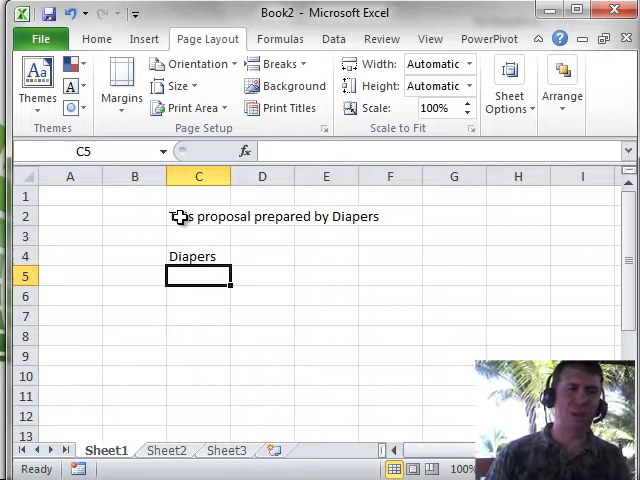 Book2 - Microsoft Excel
File Home Insert Page Layout Formulas Data Review View PowerPivot
Themes
Margins
Orientation
Size
Print Area
Breaks
Background
Print Titles
Width: Automatic
Height: Automatic
Scale: 100%
Sheet Options
Arrange
Themes Page Setup Scale to Fit
C5 fx
A B C D E F G H I
1
2 proposal prepared by Diapers
3
4 Diapers
5
6
7
8
9
10
11
12
13
Sheet1 Sheet2 Sheet3
Ready 100%